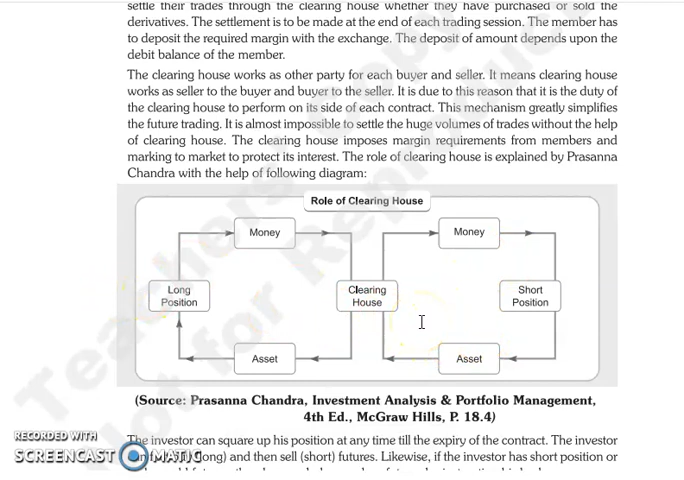 settle their trades through the clearing house whether they have purchased or sold the
derivatives. The settlement is to be made at the end of each trading session. The member has
to deposit the required margin with the exchange. The deposit of amount depends upon the
debit balance of the member.
The clearing house works as other party for each buyer and seller. It means clearing house
works as seller to the buyer and buyer to the seller. It is due to this reason that it is the duty of
the clearing house to perform on its side of each contract. This mechanism greatly simplifies
the future trading. It is almost impossible to settle the huge volumes of trades without the help
of clearing house. The clearing house imposes margin requirements from members and
marking to market to protect its interest. The role of clearing house is explained by Prasanna
Chandra with the help of following diagram:
Role of Clearing House
Money
Money
Long
Position
Clearing
House
Short
Position
Asset
Asset
(Source: Prasanna Chandra, Investment Analysis & Portfolio Management,
4th Ed., McGraw Hills, P. 18.4)
The investor can square up his position at any time till the expiry of the contract. The investor
long) and then sell (short) futures. Likewise, if the investor has short position or
RECORDED WITH
SCREENCAST MATIC
Teachers' Copy
Not for Reproduction